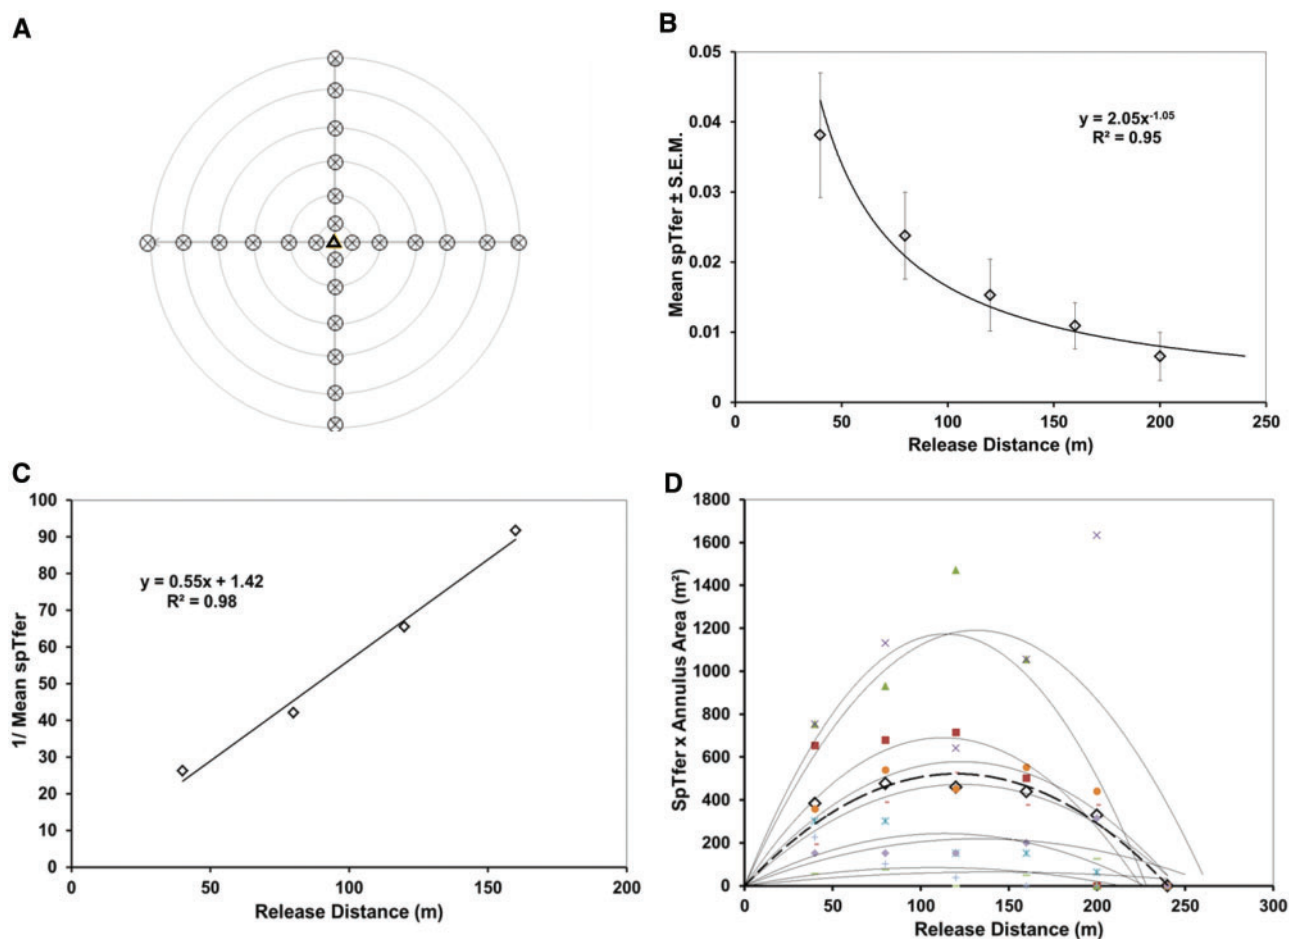 A
B
0.05
0.04
0.03
0.02
0.01
0
Mean spTfer ± S.E.M.
y = 2.05x^-1.05
R² = 0.95
0 50 100 150 200 250
Release Distance (m)
C
100
90
80
70
60
50
40
30
20
10
0
1/ Mean spTfer
y = 0.55x + 1.42
R² = 0.98
0 50 100 150 200
Release Distance (m)
D
1800
1600
1400
1200
1000
800
600
400
200
0
SpTfer x Annulus Area (m²)
0 50 100 150 200 250 300
Release Distance (m)